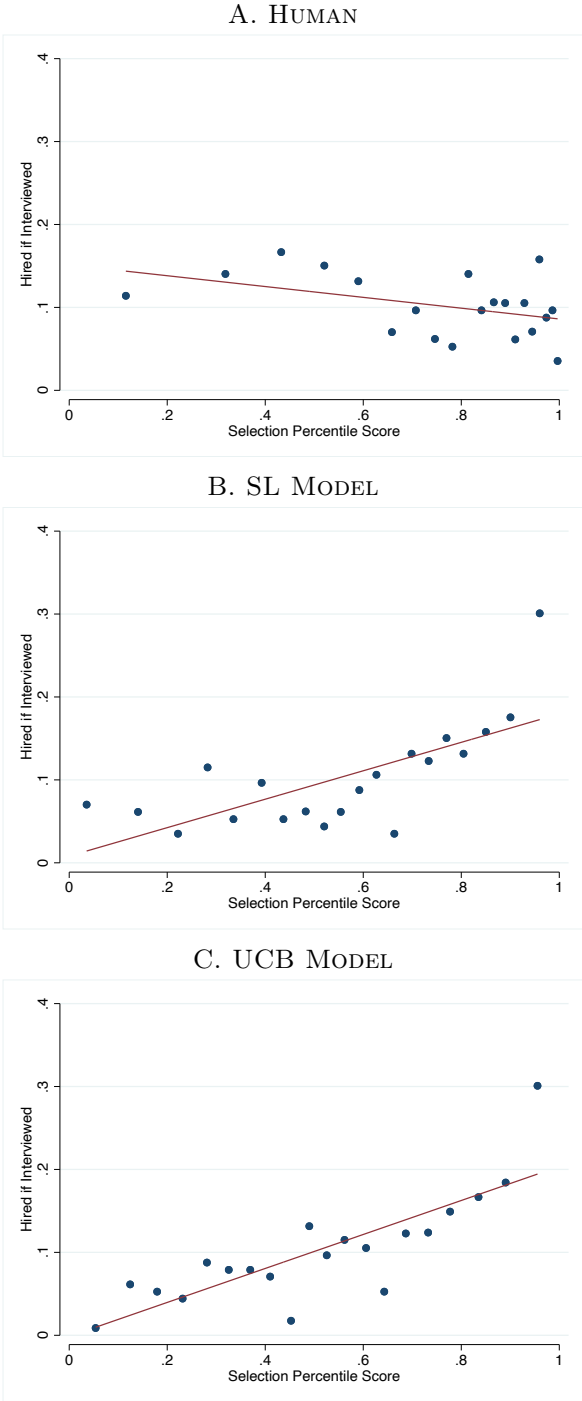 A. HUMAN
.4
.3
.2
.1
0
Hired if Interviewed
0 .2 .4 .6 .8 1
Selection Percentile Score
B. SL MODEL
.4
.3
.2
.1
0
Hired if Interviewed
0 .2 .4 .6 .8 1
Selection Percentile Score
C. UCB MODEL
.4
.3
.2
.1
0
Hired if Interviewed
0 .2 .4 .6 .8 1
Selection Percentile Score